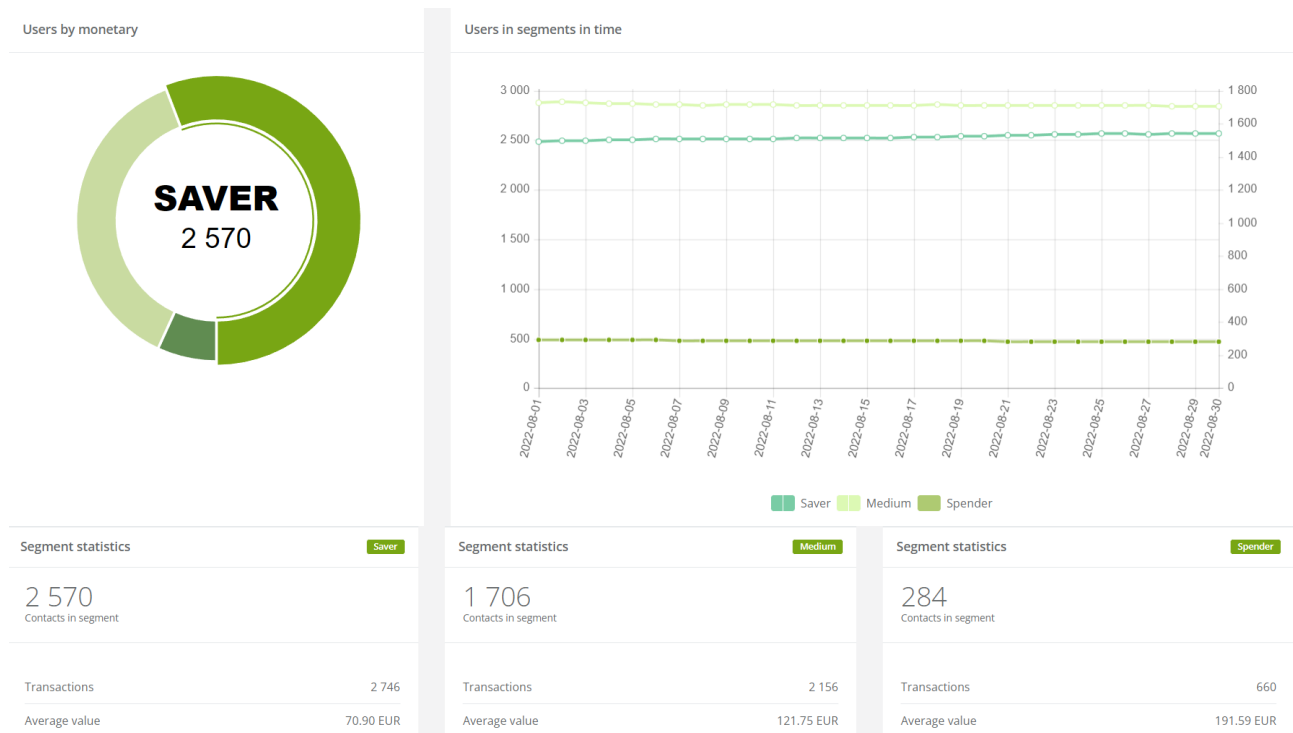 Users by monetary
SAVER
2 570
Users in segments in time
3 000
2 500
2 000
1 500
1 000
500
0
1 800
1 600
1 400
1 200
1 000
800
600
400
200
0
2022-08-01
2022-08-03
2022-08-05
2022-08-07
2022-08-09
2022-08-11
2022-08-13
2022-08-15
2022-08-17
2022-08-19
2022-08-21
2022-08-23
2022-08-25
2022-08-27
2022-08-29
2022-08-30
Saver Medium Spender
Segment statistics Saver
2 570
Contacts in segment
Transactions 2 746
Average value 70.90 EUR
Segment statistics Medium
1 706
Contacts in segment
Transactions 2 156
Average value 121.75 EUR
Segment statistics Spender
284
Contacts in segment
Transactions 660
Average value 191.59 EUR